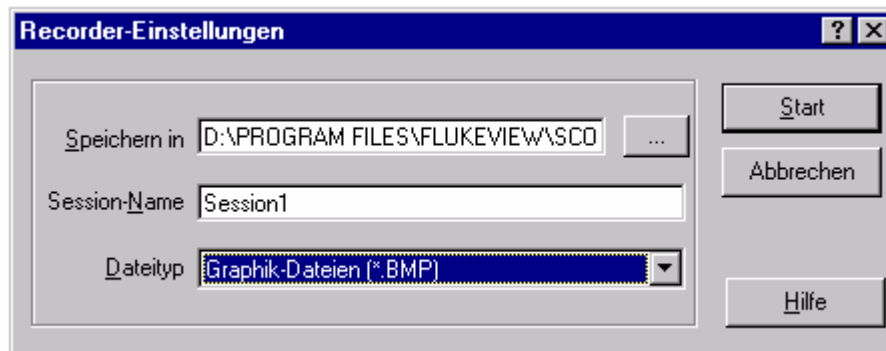 Recorder-Einstellungen
Speichern in D:\PROGRAM FILES\FLUKEVIEW\SCO ...
Session-Name Session1
Dateityp Graphik-Dateien (*.BMP)
Start
Abbrechen
Hilfe